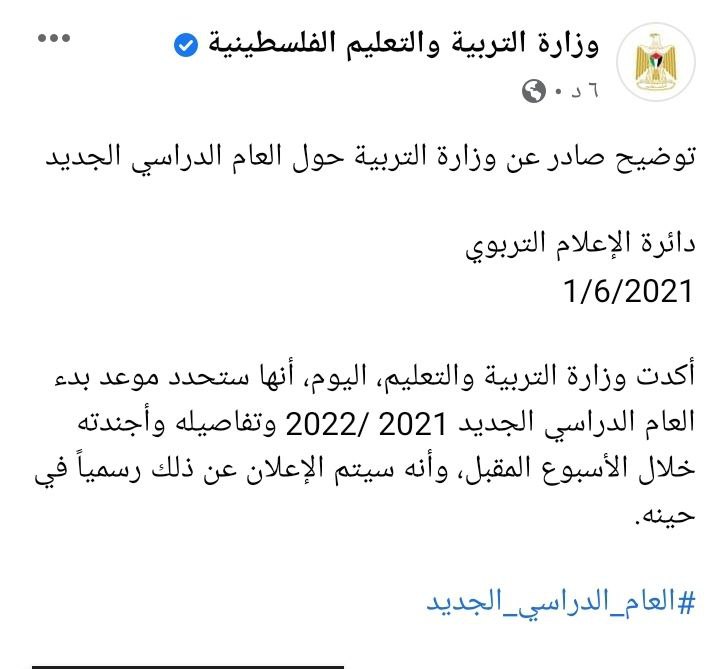 وزارة التربية والتعليم الفلسطينية
٦ د
توضيح صادر عن وزارة التربية حول العام الدراسي الجديد
دائرة الإعلام التربوي
1/6/2021
أكدت وزارة التربية والتعليم، اليوم، أنها ستحدد موعد بدء
العام الدراسي الجديد 2021 /2022 وتفاصيله وأجندته
خلال الأسبوع المقبل، وأنه سيتم الإعلان عن ذلك رسمياً في
حينه.
#العام_الدراسي_الجديد